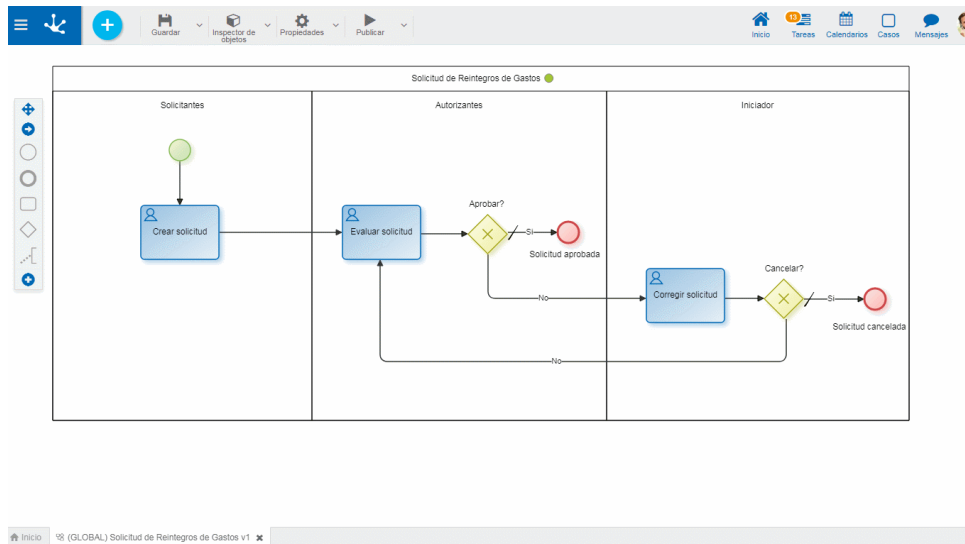 Guardar
Inspector de
objetos
Propiedades
Publicar
Inicio
13
Tareas
Calendarios
Casos
Mensajes
Solicitud de Reintegros de Gastos
Solicitantes
Autorizantes
Iniciador
Crear solicitud
Evaluar solicitud
Aprobar?
Si
Solicitud aprobada
No
Corregir solicitud
Cancelar?
Si
Solicitud cancelada
No
Inicio
(GLOBAL) Solicitud de Reintegros de Gastos v1